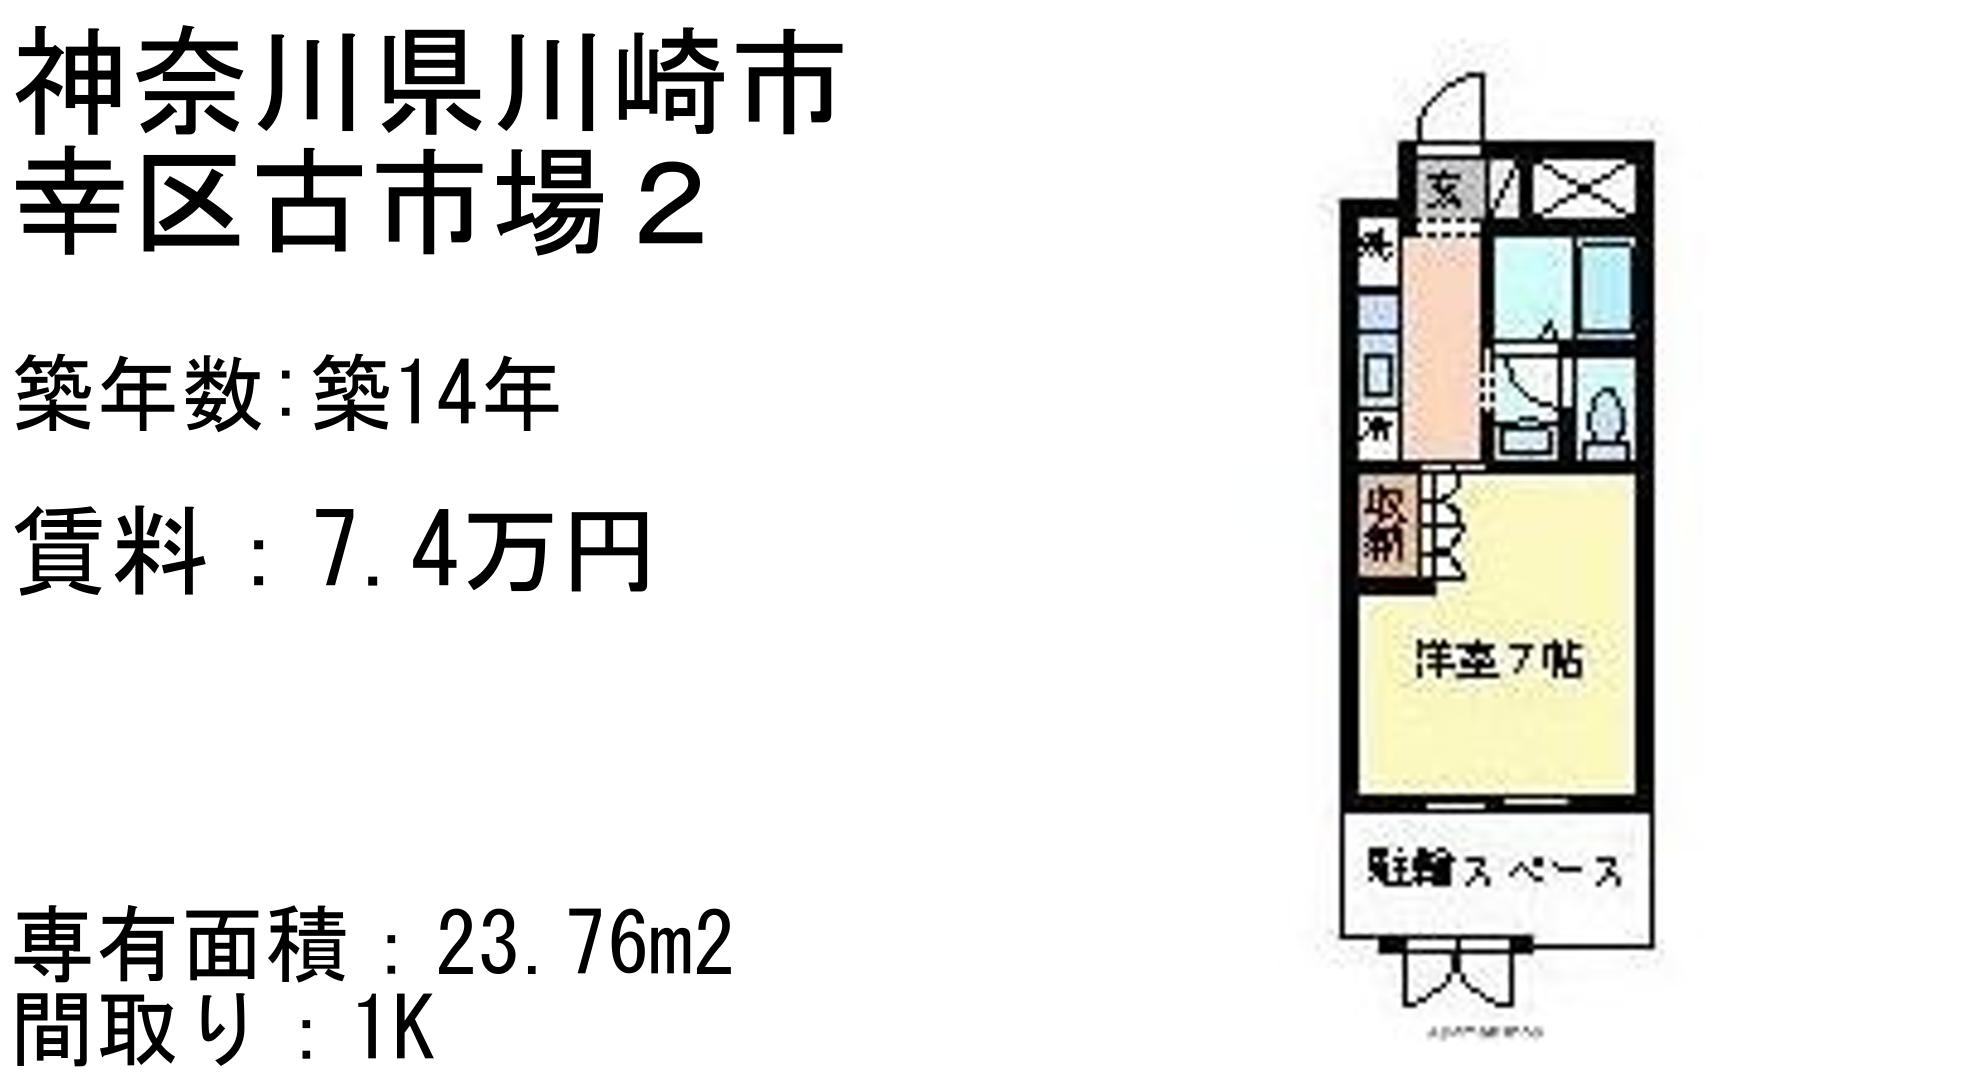 神奈川県川崎市
幸区古市場２
築年数:築14年
賃料：7.4万円
専有面積：23.76m2
間取り：1K
玄
冷
収納
洋室7帖
駐輪スペース